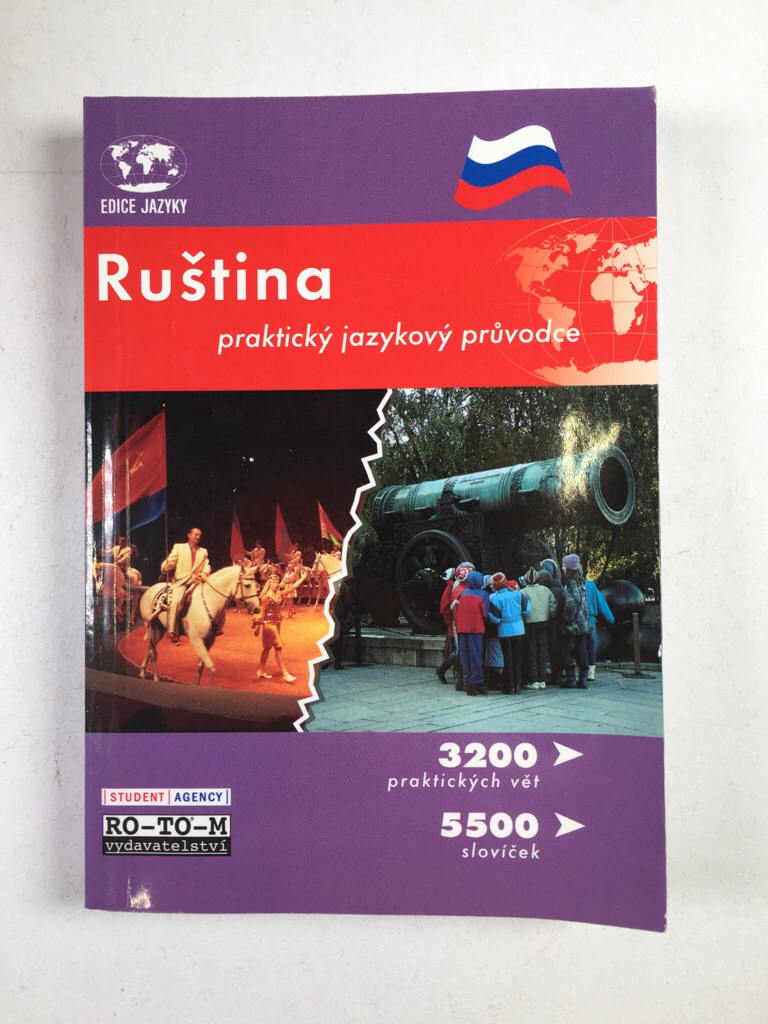 EDICE JAZYKY
Ruština
praktický jazykový průvodce
3200
praktických vět
5500
slovíček
STUDENT AGENCY
RO-TO-M
vydavatelství